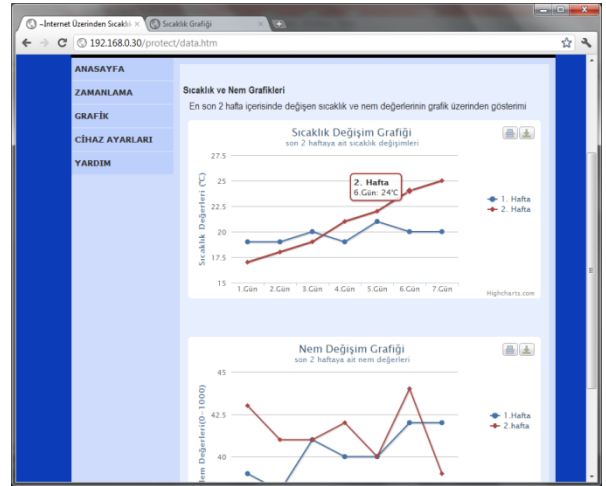 ~İnternet Üzerinden Sıcaklık
Sıcaklık Grafiği
192.168.0.30/protect/data.htm
ANASAYFA
ZAMANLAMA
GRAFİK
CİHAZ AYARLARI
YARDIM
Sıcaklık ve Nem Grafikleri
En son 2 hafta içerisinde değişen sıcaklık ve nem değerlerinin grafik üzerinden gösterimi
Sıcaklık Değişim Grafiği
son 2 haftaya ait sıcaklık değişimleri
Sıcaklık Değerleri (°C)
27.5
25
22.5
20
17.5
15
2. Hafta
6.Gün: 24°C
1. Hafta
2. Hafta
1.Gün 2.Gün 3.Gün 4.Gün 5.Gün 6.Gün 7.Gün
Highcharts.com
Nem Değişim Grafiği
son 2 haftaya ait nem değerleri
Değerleri(0-1000)
45
42.5
40
1.Hafta
2.hafta